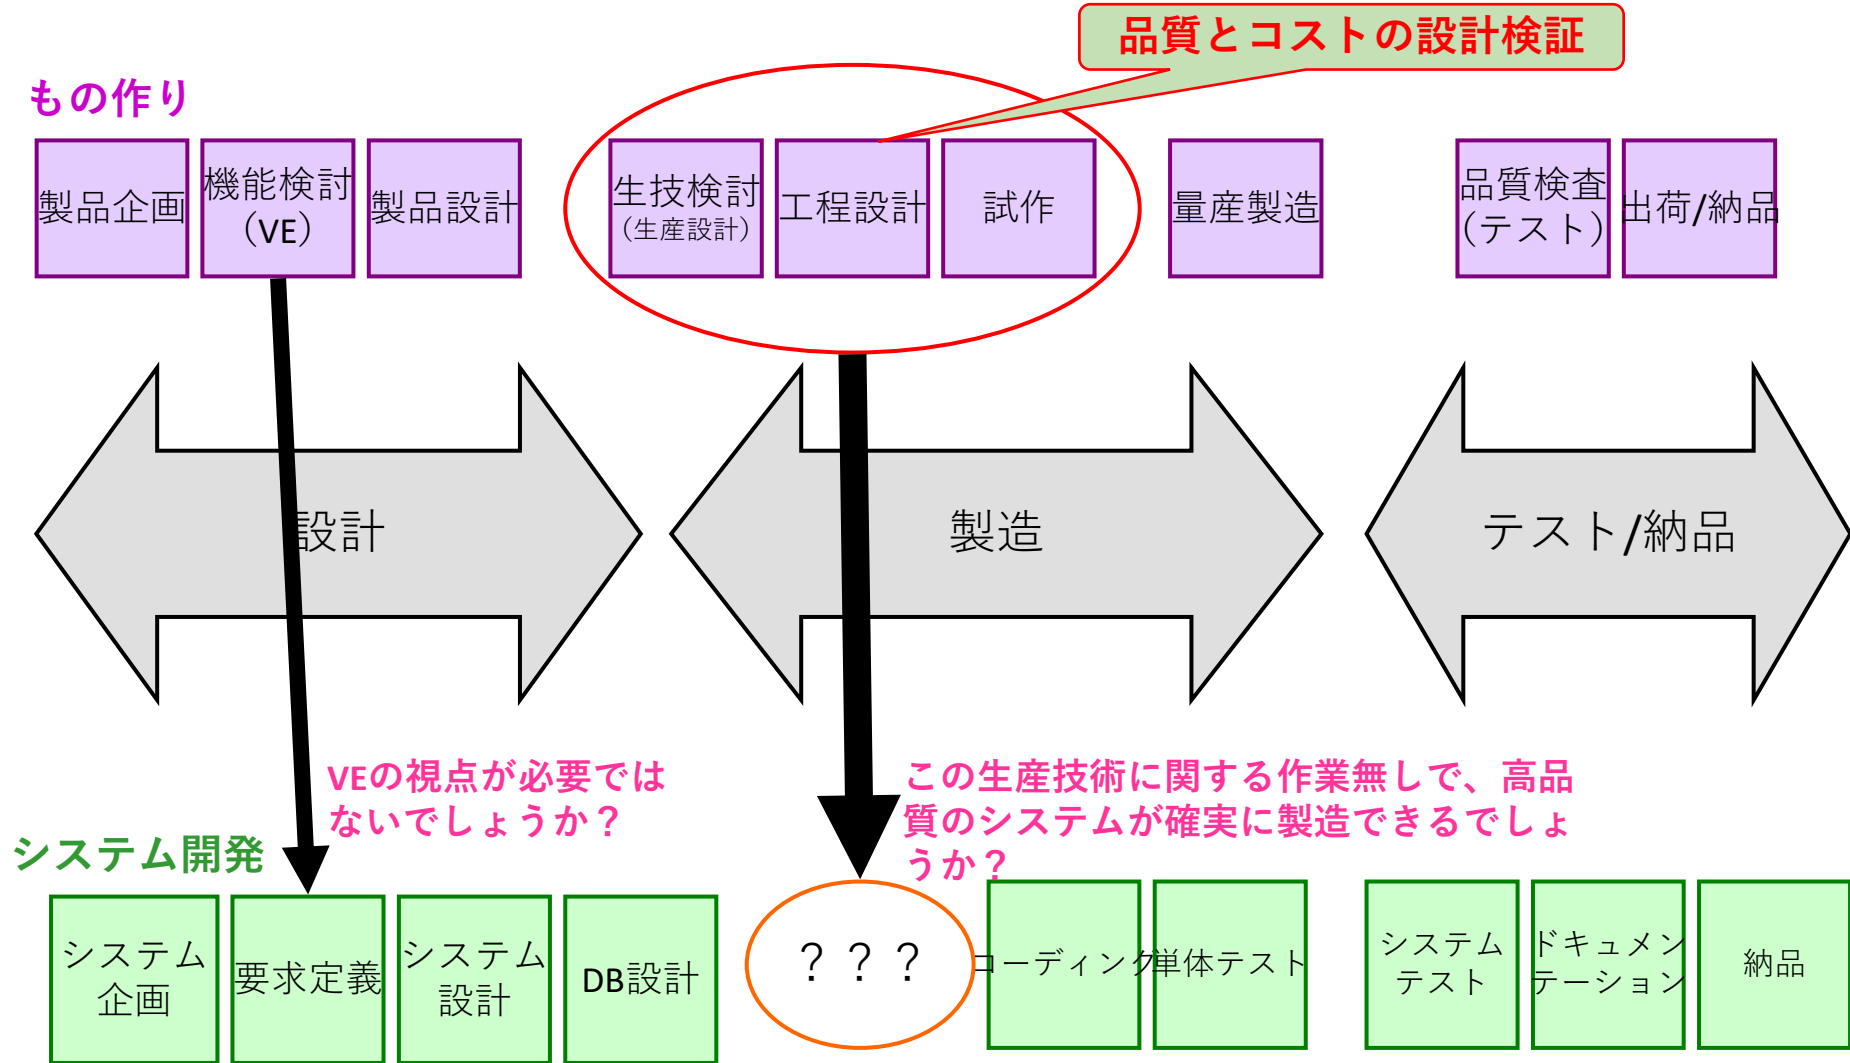 品質とコストの設計検証
もの作り
製品企画
機能検討
（VE）
製品設計
生技検討
（生産設計）
工程設計
試作
量産製造
品質検査
（テスト）
出荷/納品
設計
製造
テスト/納品
VEの視点が必要では
ないでしょうか？
この生産技術に関する作業無しで、高品
質のシステムが確実に製造できるでしょ
うか？
システム開発
システム
企画
要求定義
システム
設計
DB設計
？？？
コーディング
単体テスト
システム
テスト
ドキュメン
テーション
納品